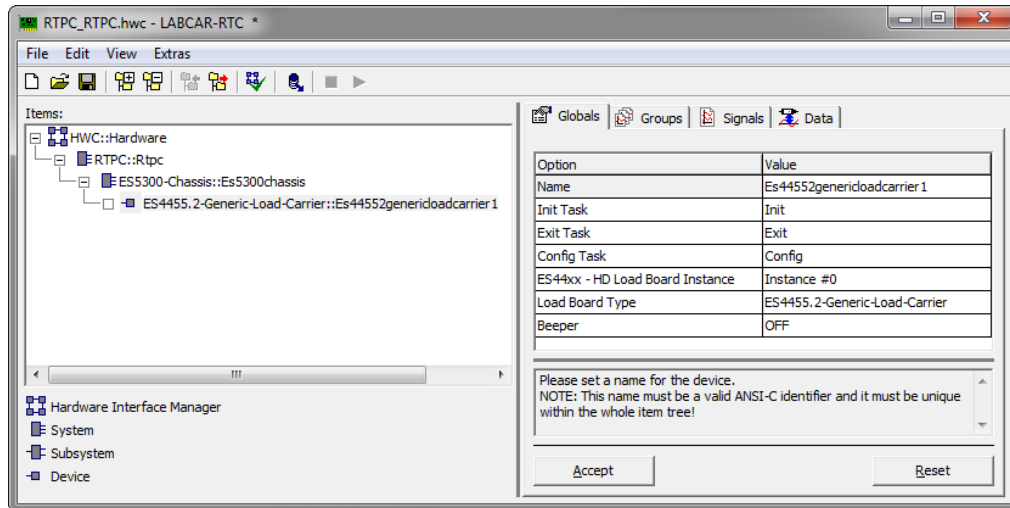 RTPC_RTPC.hwc - LABCAR-RTC *
File Edit View Extras
Items:
HWC::Hardware
RTPC::Rtpc
ES5300-Chassis::Es5300chassis
ES4455.2-Generic-Load-Carrier::Es44552genericloadcarrier1
Hardware Interface Manager
System
Subsystem
Device
Globals Groups Signals Data
Option Value
Name Es44552genericloadcarrier1
Init Task Init
Exit Task Exit
Config Task Config
ES44xx - HD Load Board Instance Instance #0
Load Board Type ES4455.2-Generic-Load-Carrier
Beeper OFF
Please set a name for the device.
NOTE: This name must be a valid ANSI-C identifier and it must be unique
within the whole item tree!
Accept Reset